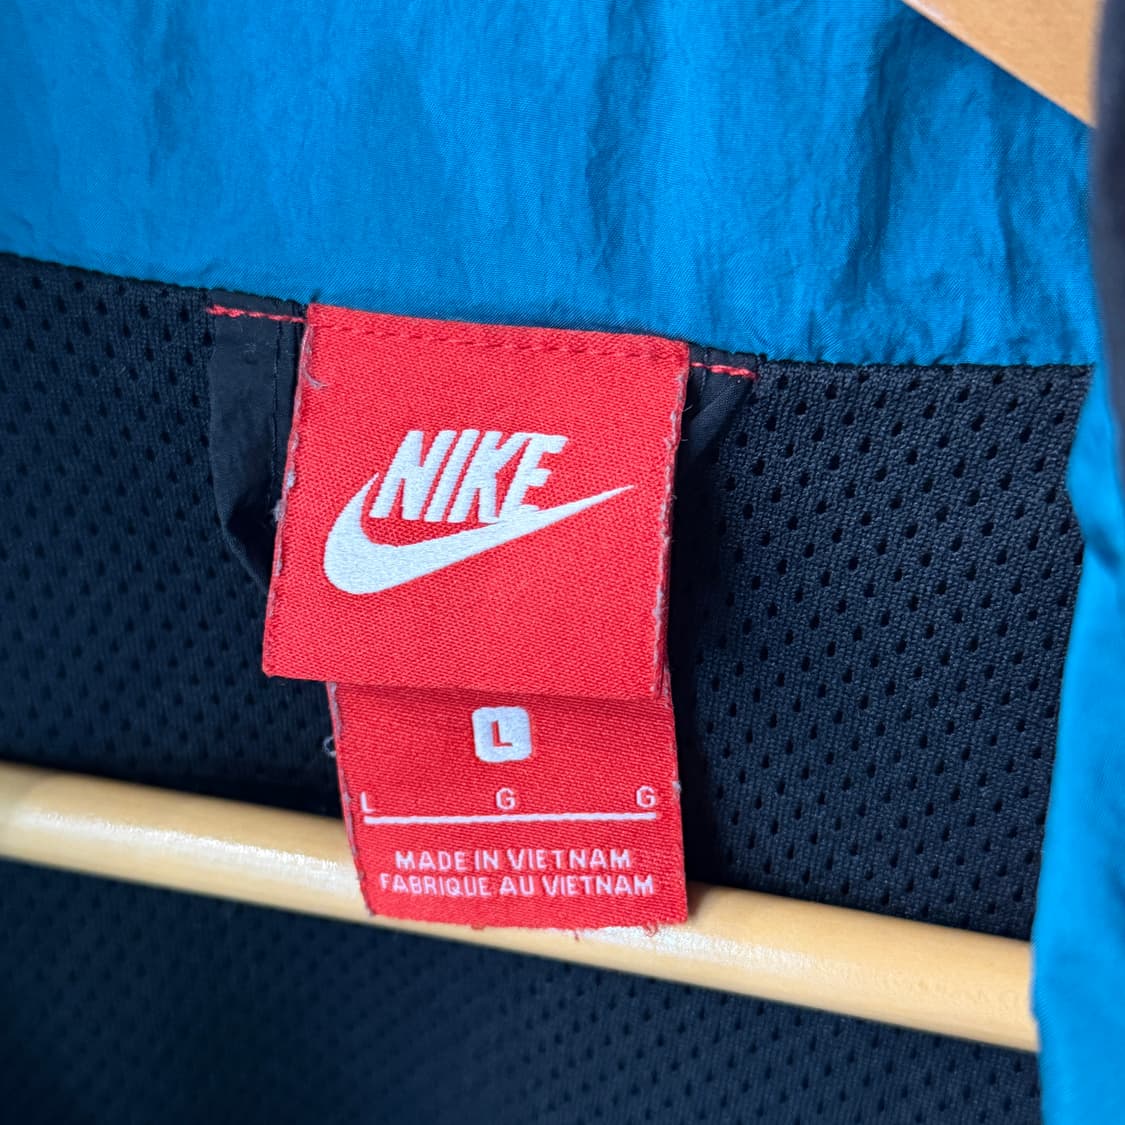 NIKE
L
L G G
MADE IN VIETNAM
FABRIQUE AU VIETNAM